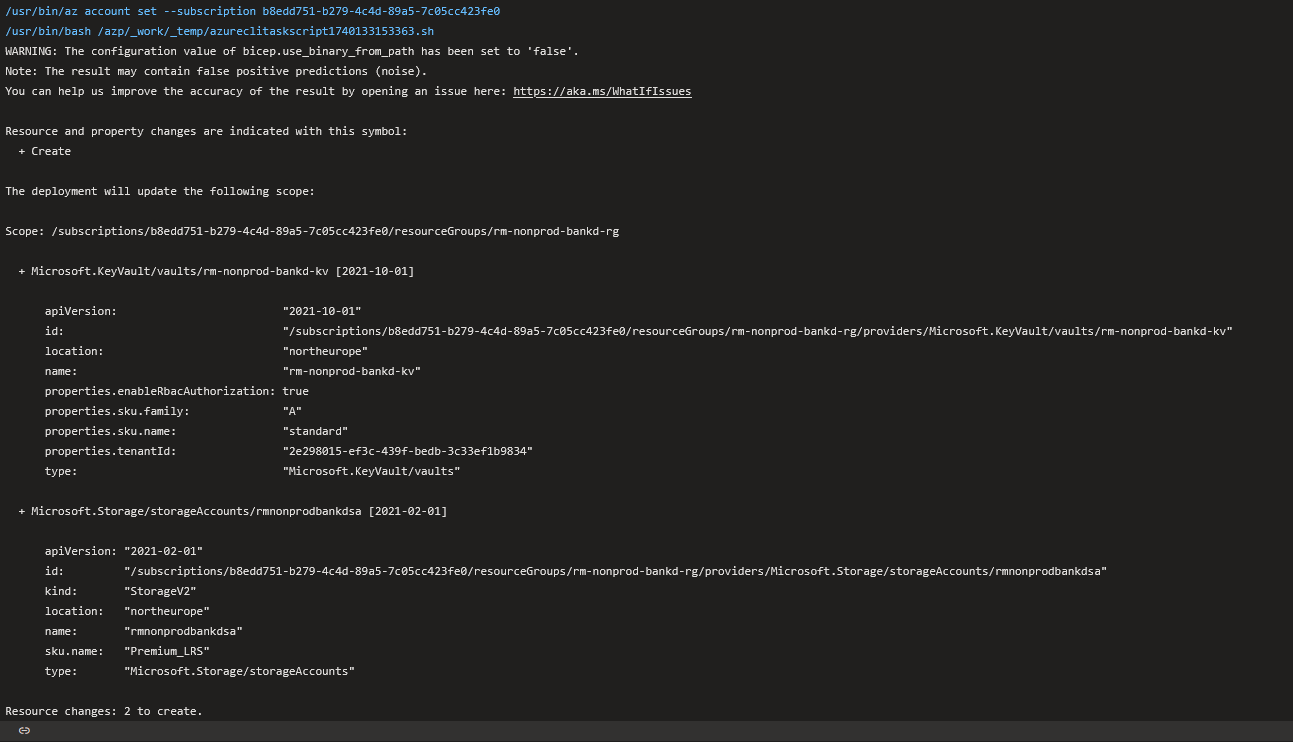 /usr/bin/az account set --subscription b8edd751-b279-4c4d-89a5-7c05cc423fe0
/usr/bin/bash /azp/_work/_temp/azureclitaskscript1740133153363.sh
WARNING: The configuration value of bicep.use_binary_from_path has been set to 'false'.
Note: The result may contain false positive predictions (noise).
You can help us improve the accuracy of the result by opening an issue here: https://aka.ms/WhatIfIssues
Resource and property changes are indicated with this symbol:
+ Create
The deployment will update the following scope:
Scope: /subscriptions/b8edd751-b279-4c4d-89a5-7c05cc423fe0/resourceGroups/rm-nonprod-bankd-rg
+ Microsoft.KeyVault/vaults/rm-nonprod-bankd-kv [2021-10-01]
apiVersion: "2021-10-01"
id: "/subscriptions/b8edd751-b279-4c4d-89a5-7c05cc423fe0/resourceGroups/rm-nonprod-bankd-rg/providers/Microsoft.KeyVault/vaults/rm-nonprod-bankd-kv"
location: "northeurope"
name: "rm-nonprod-bankd-kv"
properties.enableRbacAuthorization: true
properties.sku.family: "A"
properties.sku.name: "standard"
properties.tenantId: "2e298015-ef3c-439f-bedb-3c33ef1b9834"
type: "Microsoft.KeyVault/vaults"
+ Microsoft.Storage/storageAccounts/rmnonprodbankdsa [2021-02-01]
apiVersion: "2021-02-01"
id: "/subscriptions/b8edd751-b279-4c4d-89a5-7c05cc423fe0/resourceGroups/rm-nonprod-bankd-rg/providers/Microsoft.Storage/storageAccounts/rmnonprodbankdsa"
kind: "StorageV2"
location: "northeurope"
name: "rmnonprodbankdsa"
sku.name: "Premium_LRS"
type: "Microsoft.Storage/storageAccounts"
Resource changes: 2 to create.